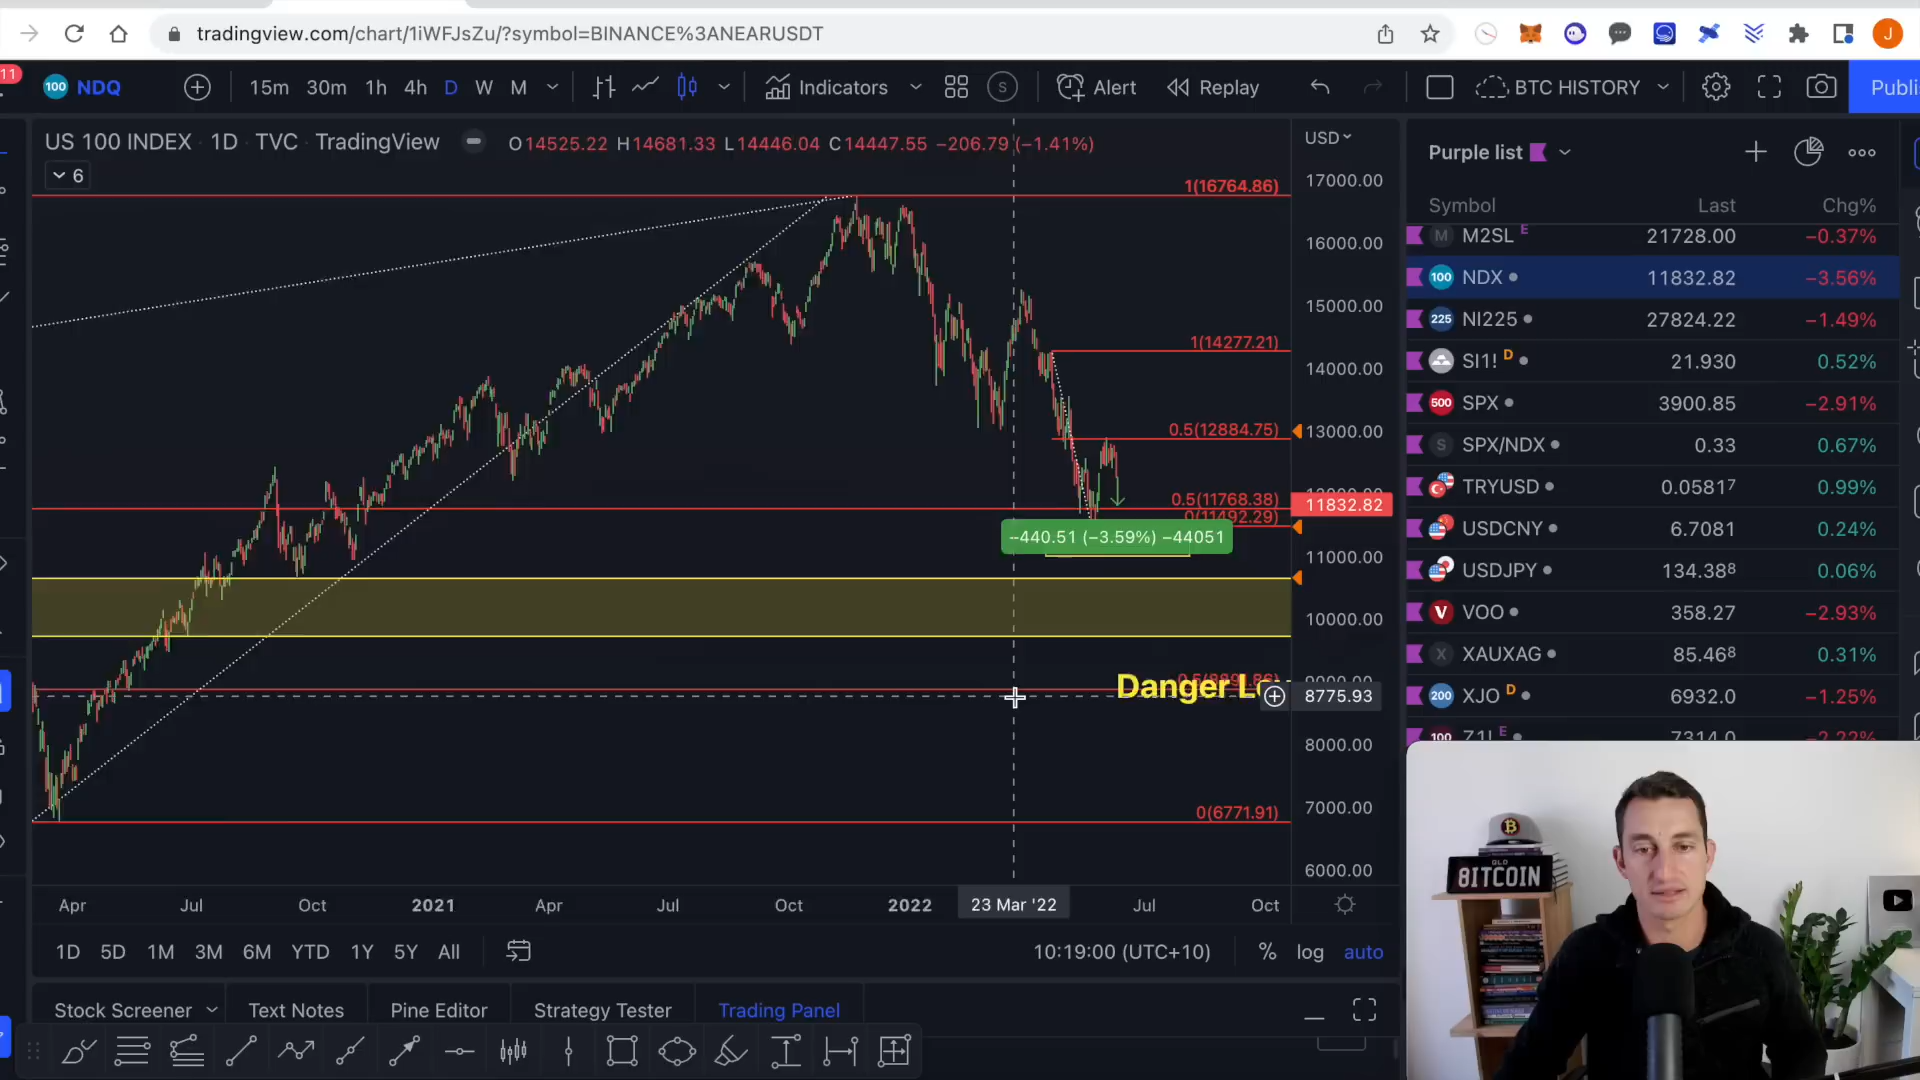 tradingview.com/chart/1iWFJsZu/?symbol=BINANCE%3ANEARUSDT
J
11
100 NDQ 15m 30m 1h 4h D W M Indicators S Alert Replay BTC HISTORY Publi
US 100 INDEX · 1D · TVC · TradingView O14525.22 H14681.33 L14446.04 C14447.55 −206.79 (−1.41%)
6
USD
1(16764.86)
1(14277.21)
0.5(12884.75)
0.5(11768.38)
0(11492.29)
−440.51 (−3.59%) −44051
Danger L
0(6771.91)
17000.00
16000.00
15000.00
14000.00
13000.00
11832.82
11000.00
10000.00
8775.93
8000.00
7000.00
6000.00
Apr Jul Oct 2021 Apr Jul Oct 2022 23 Mar '22 Jul Oct
1D 5D 1M 3M 6M YTD 1Y 5Y All 10:19:00 (UTC+10) % log auto
Stock Screener Text Notes Pine Editor Strategy Tester Trading Panel
Purple list
Symbol Last Chg%
M M2SL E 21728.00 −0.37%
100 NDX 11832.82 −3.56%
225 NI225 27824.22 −1.49%
SI1! D 21.930 0.52%
500 SPX 3900.85 −2.91%
S SPX/NDX 0.33 0.67%
TRYUSD 0.0581⁷ 0.99%
USDCNY 6.7081 0.24%
USDJPY 134.38⁸ 0.06%
V VOO 358.27 −2.93%
X XAUXAG 85.46⁸ 0.31%
200 XJO D 6932.0 −1.25%
100 Z1! E 7314.0 −2.22%
B
QLD
BITCOIN